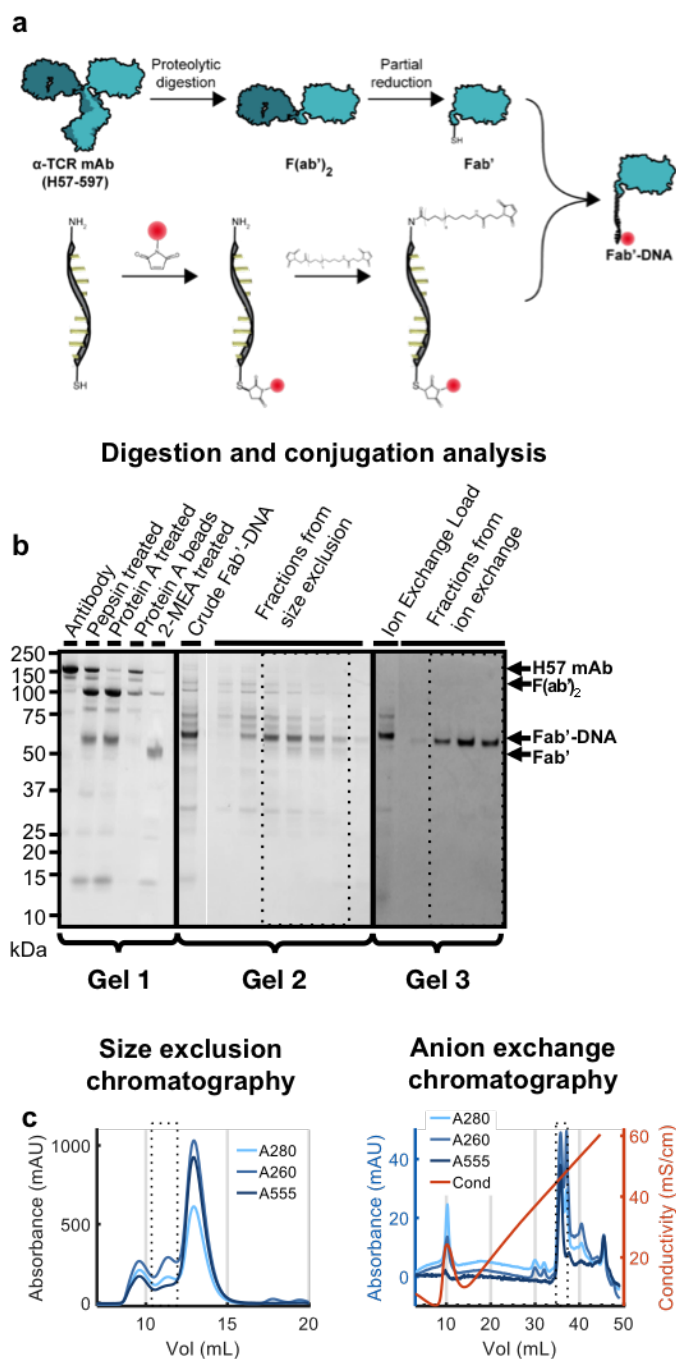 a
Proteolytic
digestion
Partial
reduction
α-TCR mAb
(H57-597)
F(ab')2
SH
Fab'
NH2
NH2
N
Fab'-DNA
SH
S
S
Digestion and conjugation analysis
b
Antibody
Pepsin treated
Protein A treated
Protein A beads
2-MEA treated
Crude Fab'-DNA
Fractions from
size exclusion
Ion Exchange Load
Fractions from
ion exchange
250
150
100
75
50
37
25
20
15
10
kDa
H57 mAb
F(ab')2
Fab'-DNA
Fab'
Gel 1
Gel 2
Gel 3
Size exclusion
chromatography
Anion exchange
chromatography
c
Absorbance (mAU)
1000
500
0
A280
A260
A555
10
15
20
Vol (mL)
Absorbance (mAU)
40
20
0
A280
A260
A555
Cond
10
20
30
40
50
Vol (mL)
60
40
20
Conductivity (mS/cm)